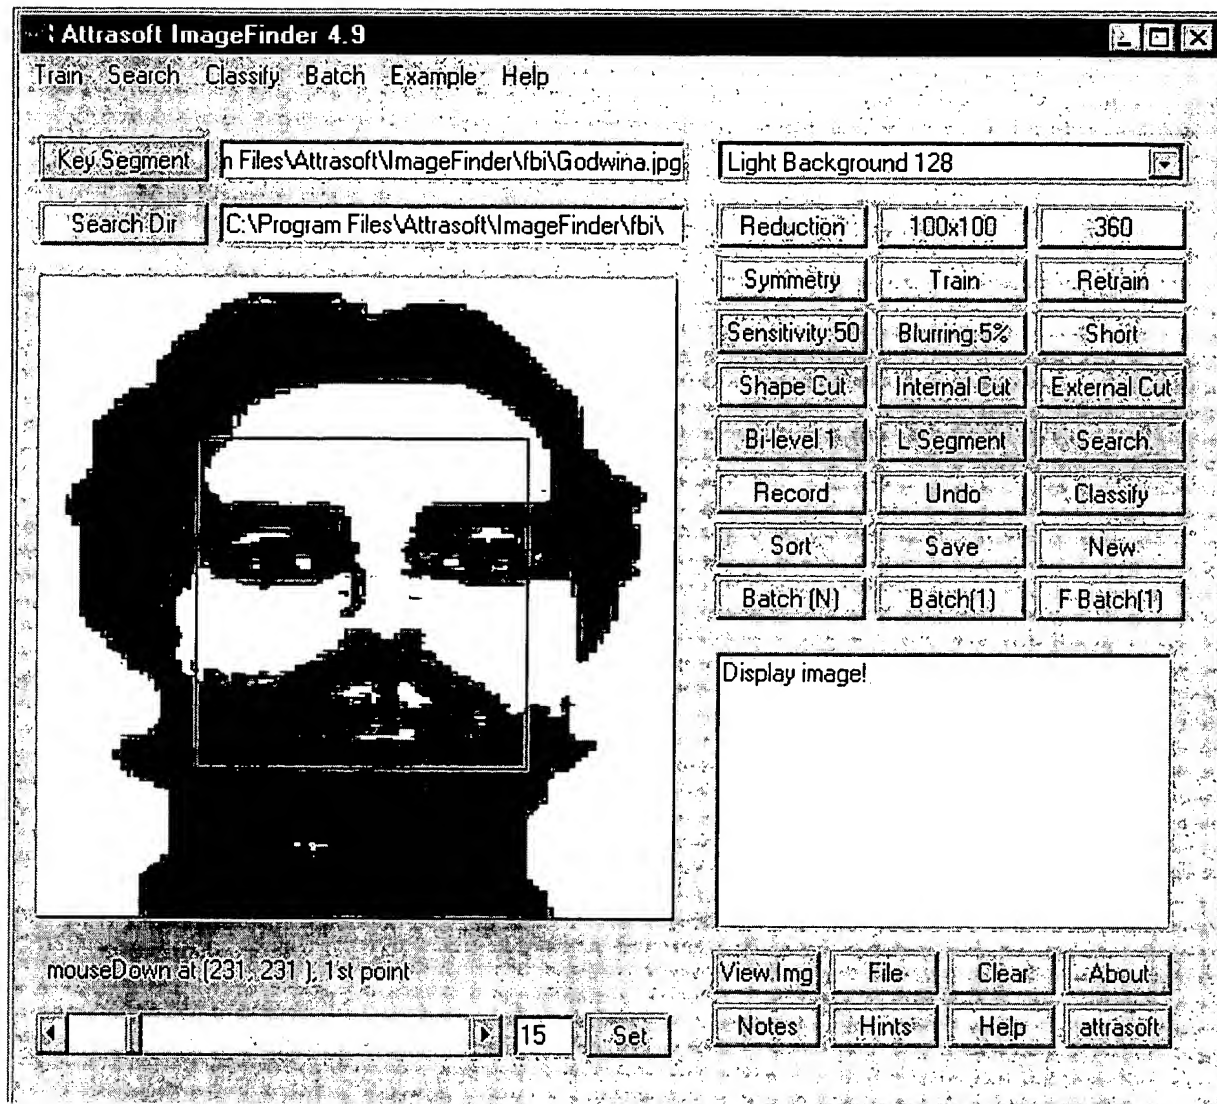 Attrasoft ImageFinder 4.9
Train Search Classify Batch Example Help
Key Segment n Files\Attrasoft\ImageFinder\fbi\Godwina.jpg Light Background 128
Search Dir C:\Program Files\Attrasoft\ImageFinder\fbi\
Reduction 100x100 360
Symmetry Train Retrain
Sensitivity:50 Blurring:5% Short
Shape Cut Internal Cut External Cut
Bi-level 1 L Segment Search
Record Undo Classify
Sort Save New
Batch (N) Batch(1) F Batch(1)
Display image!
mouseDown at (231, 231 ), 1st point
View Img File Clear About
15 Set
Notes Hints Help attrasoft